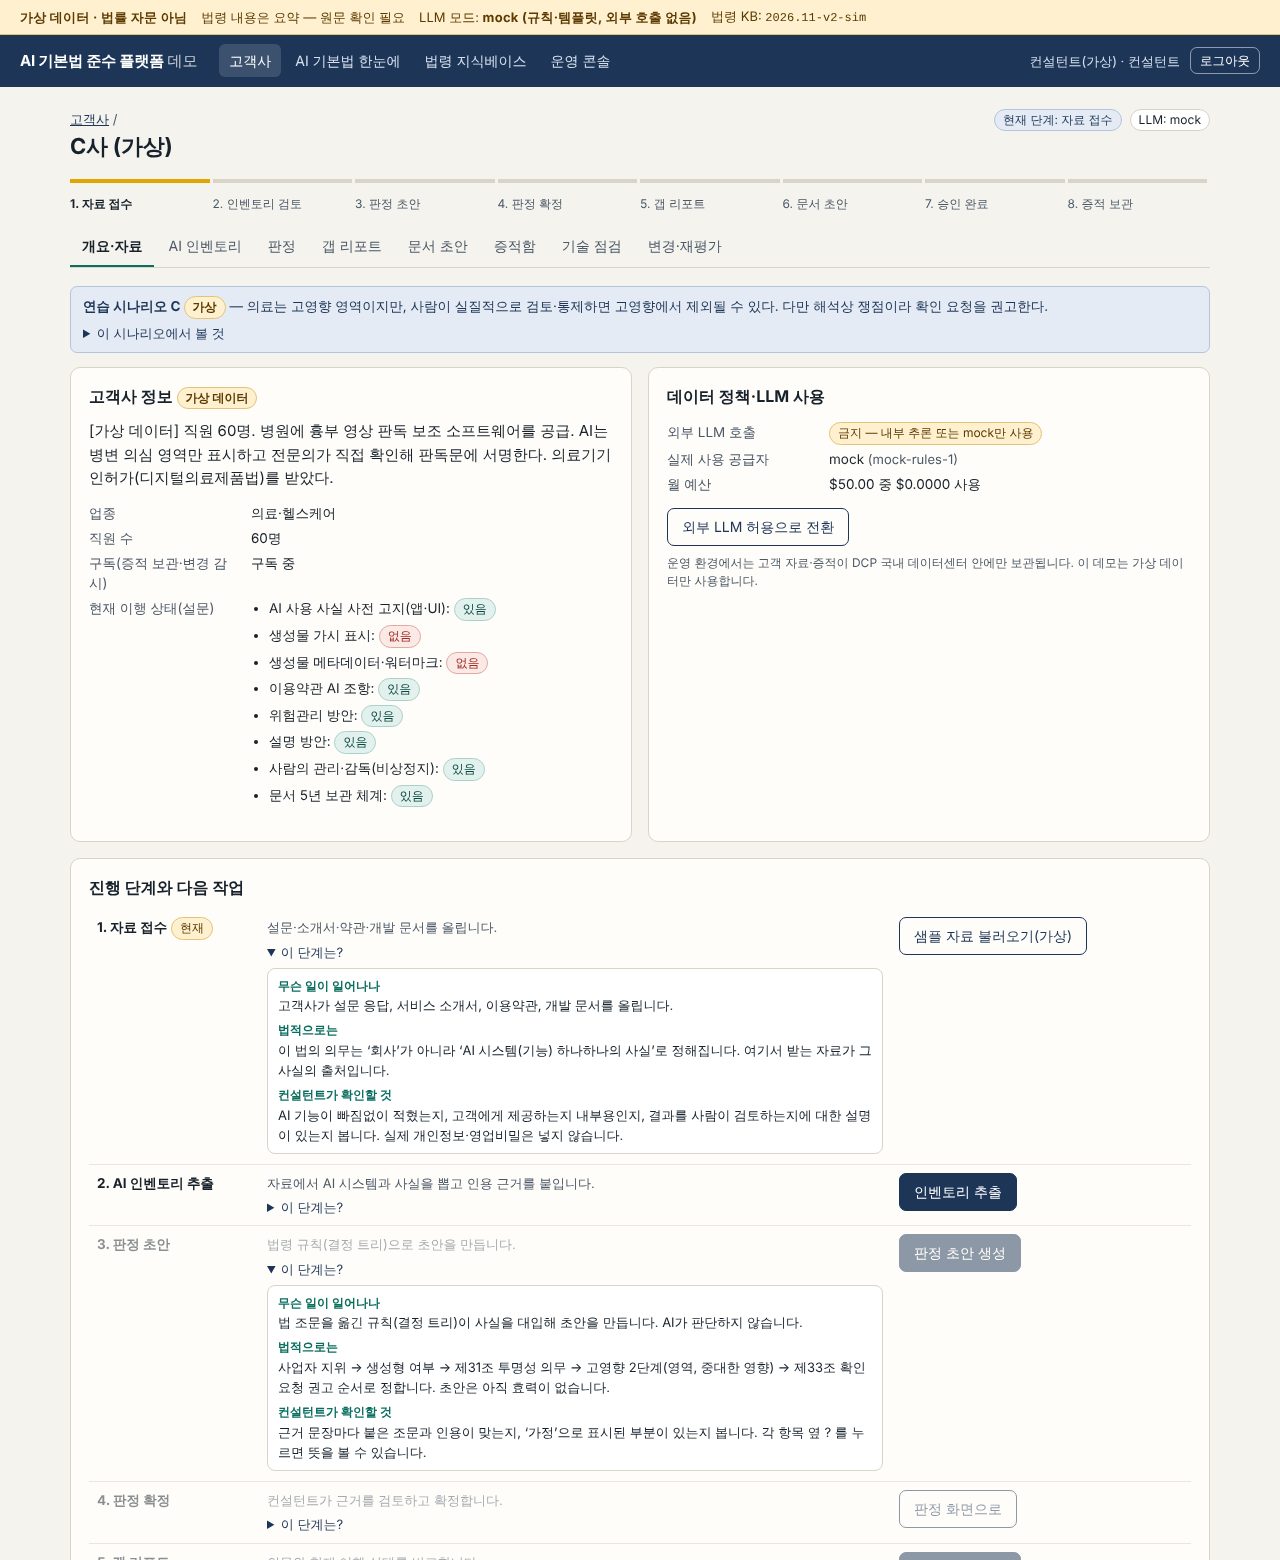 가상 데이터 · 법률 자문 아님 법령 내용은 요약 — 원문 확인 필요 LLM 모드: mock (규칙·템플릿, 외부 호출 없음) 법령 KB: 2026.11-v2-sim
AI 기본법 준수 플랫폼 데모 고객사 AI 기본법 한눈에 법령 지식베이스 운영 콘솔 컨설턴트(가상) · 컨설턴트 로그아웃
고객사 / 현재 단계: 자료 접수 LLM: mock
C사 (가상)
1. 자료 접수 2. 인벤토리 검토 3. 판정 초안 4. 판정 확정 5. 갭 리포트 6. 문서 초안 7. 승인 완료 8. 증적 보관
개요·자료 AI 인벤토리 판정 갭 리포트 문서 초안 증적함 기술 점검 변경·재평가
연습 시나리오 C 가상 — 의료는 고영향 영역이지만, 사람이 실질적으로 검토·통제하면 고영향에서 제외될 수 있다. 다만 해석상 쟁점이라 확인 요청을 권고한다.
▶ 이 시나리오에서 볼 것
고객사 정보 가상 데이터
[가상 데이터] 직원 60명. 병원에 흉부 영상 판독 보조 소프트웨어를 공급. AI는
병변 의심 영역만 표시하고 전문의가 직접 확인해 판독문에 서명한다. 의료기기
인허가(디지털의료제품법)를 받았다.
업종 의료·헬스케어
직원 수 60명
구독(증적 보관·변경 감 구독 중
시)
현재 이행 상태(설문) • AI 사용 사실 사전 고지(앱·UI): 있음
• 생성물 가시 표시: 없음
• 생성물 메타데이터·워터마크: 없음
• 이용약관 AI 조항: 있음
• 위험관리 방안: 있음
• 설명 방안: 있음
• 사람의 관리·감독(비상정지): 있음
• 문서 5년 보관 체계: 있음
데이터 정책·LLM 사용
외부 LLM 호출 금지 — 내부 추론 또는 mock만 사용
실제 사용 공급자 mock (mock-rules-1)
월 예산 $50.00 중 $0.0000 사용
외부 LLM 허용으로 전환
운영 환경에서는 고객 자료·증적이 DCP 국내 데이터센터 안에만 보관됩니다. 이 데모는 가상 데이
터만 사용합니다.
진행 단계와 다음 작업
1. 자료 접수 현재 설문·소개서·약관·개발 문서를 올립니다. 샘플 자료 불러오기(가상)
▼ 이 단계는?
무슨 일이 일어나나
고객사가 설문 응답, 서비스 소개서, 이용약관, 개발 문서를 올립니다.
법적으로는
이 법의 의무는 ‘회사’가 아니라 ‘AI 시스템(기능) 하나하나의 사실’로 정해집니다. 여기서 받는 자료가 그
사실의 출처입니다.
컨설턴트가 확인할 것
AI 기능이 빠짐없이 적혔는지, 고객에게 제공하는지 내부용인지, 결과를 사람이 검토하는지에 대한 설명
이 있는지 봅니다. 실제 개인정보·영업비밀은 넣지 않습니다.
2. AI 인벤토리 추출 자료에서 AI 시스템과 사실을 뽑고 인용 근거를 붙입니다. 인벤토리 추출
▶ 이 단계는?
3. 판정 초안 법령 규칙(결정 트리)으로 초안을 만듭니다. 판정 초안 생성
▼ 이 단계는?
무슨 일이 일어나나
법 조문을 옮긴 규칙(결정 트리)이 사실을 대입해 초안을 만듭니다. AI가 판단하지 않습니다.
법적으로는
사업자 지위 → 생성형 여부 → 제31조 투명성 의무 → 고영향 2단계(영역, 중대한 영향) → 제33조 확인
요청 권고 순서로 정합니다. 초안은 아직 효력이 없습니다.
컨설턴트가 확인할 것
근거 문장마다 붙은 조문과 인용이 맞는지, ‘가정’으로 표시된 부분이 있는지 봅니다. 각 항목 옆 ? 를 누
르면 뜻을 볼 수 있습니다.
4. 판정 확정 컨설턴트가 근거를 검토하고 확정합니다. 판정 화면으로
▶ 이 단계는?